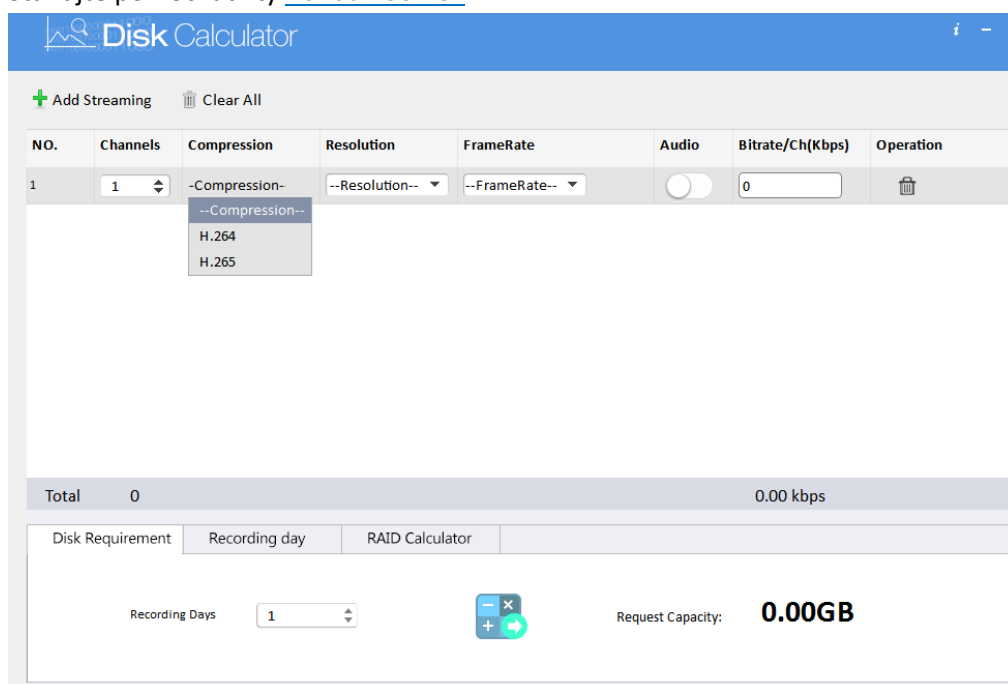 Disk Calculator
i
Add Streaming Clear All
NO. Channels Compression Resolution FrameRate Audio Bitrate/Ch(Kbps) Operation
1 1 -Compression- --Resolution-- --FrameRate-- 0
--Compression--
H.264
H.265
Total 0 0.00 kbps
Disk Requirement Recording day RAID Calculator
Recording Days 1 Request Capacity: 0.00GB